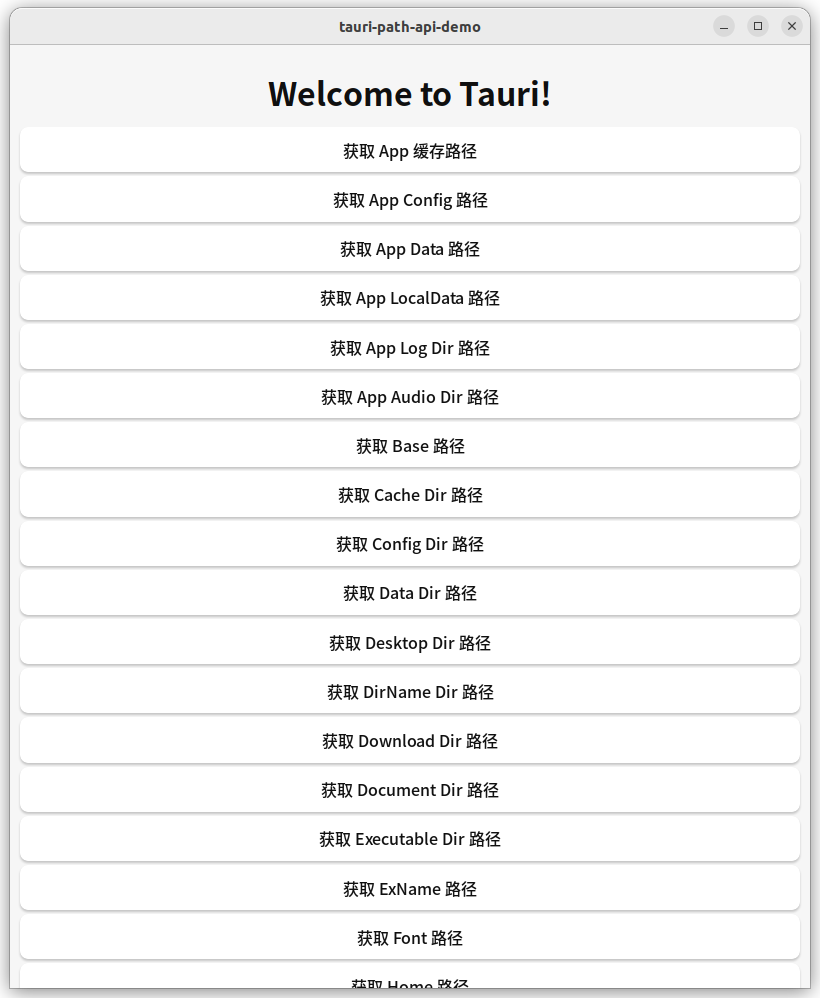 tauri-path-api-demo
Welcome to Tauri!
获取 App 缓存路径
获取 App Config 路径
获取 App Data 路径
获取 App LocalData 路径
获取 App Log Dir 路径
获取 App Audio Dir 路径
获取 Base 路径
获取 Cache Dir 路径
获取 Config Dir 路径
获取 Data Dir 路径
获取 Desktop Dir 路径
获取 DirName Dir 路径
获取 Download Dir 路径
获取 Document Dir 路径
获取 Executable Dir 路径
获取 ExName 路径
获取 Font 路径
获取 Home 路径